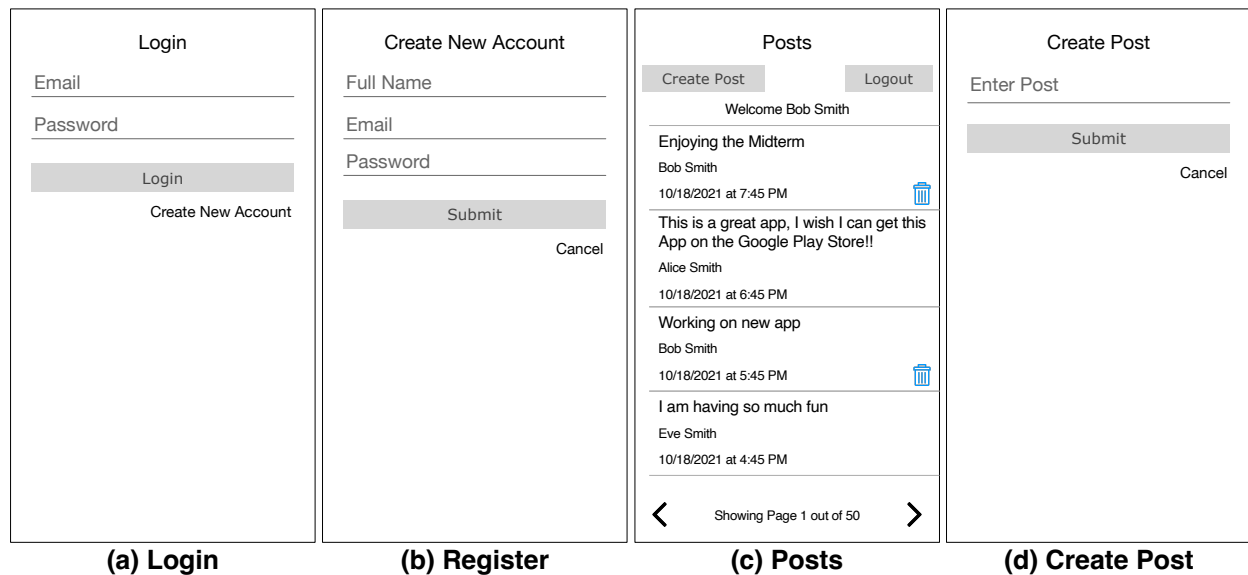 Login
Email
Password
Login
Create New Account
(a) Login
Create New Account
Full Name
Email
Password
Submit
Cancel
(b) Register
Posts
Create Post
Logout
Welcome Bob Smith
Enjoying the Midterm
Bob Smith
10/18/2021 at 7:45 PM
This is a great app, I wish I can get this
App on the Google Play Store!!
Alice Smith
10/18/2021 at 6:45 PM
Working on new app
Bob Smith
10/18/2021 at 5:45 PM
I am having so much fun
Eve Smith
10/18/2021 at 4:45 PM
Showing Page 1 out of 50
(c) Posts
Create Post
Enter Post
Submit
Cancel
(d) Create Post